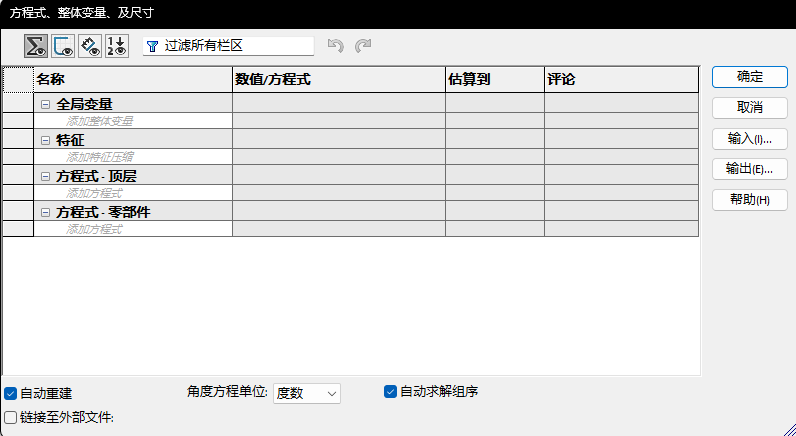 方程式、整体变量、及尺寸
过滤所有栏区
名称 数值/方程式 估算到 评论
全局变量
添加整体变量
特征
添加特征压缩
方程式 - 顶层
添加方程式
方程式 - 零部件
添加方程式
确定
取消
输入(I)...
输出(E)...
帮助(H)
自动重建 角度方程单位: 度数 自动求解组序
链接至外部文件: